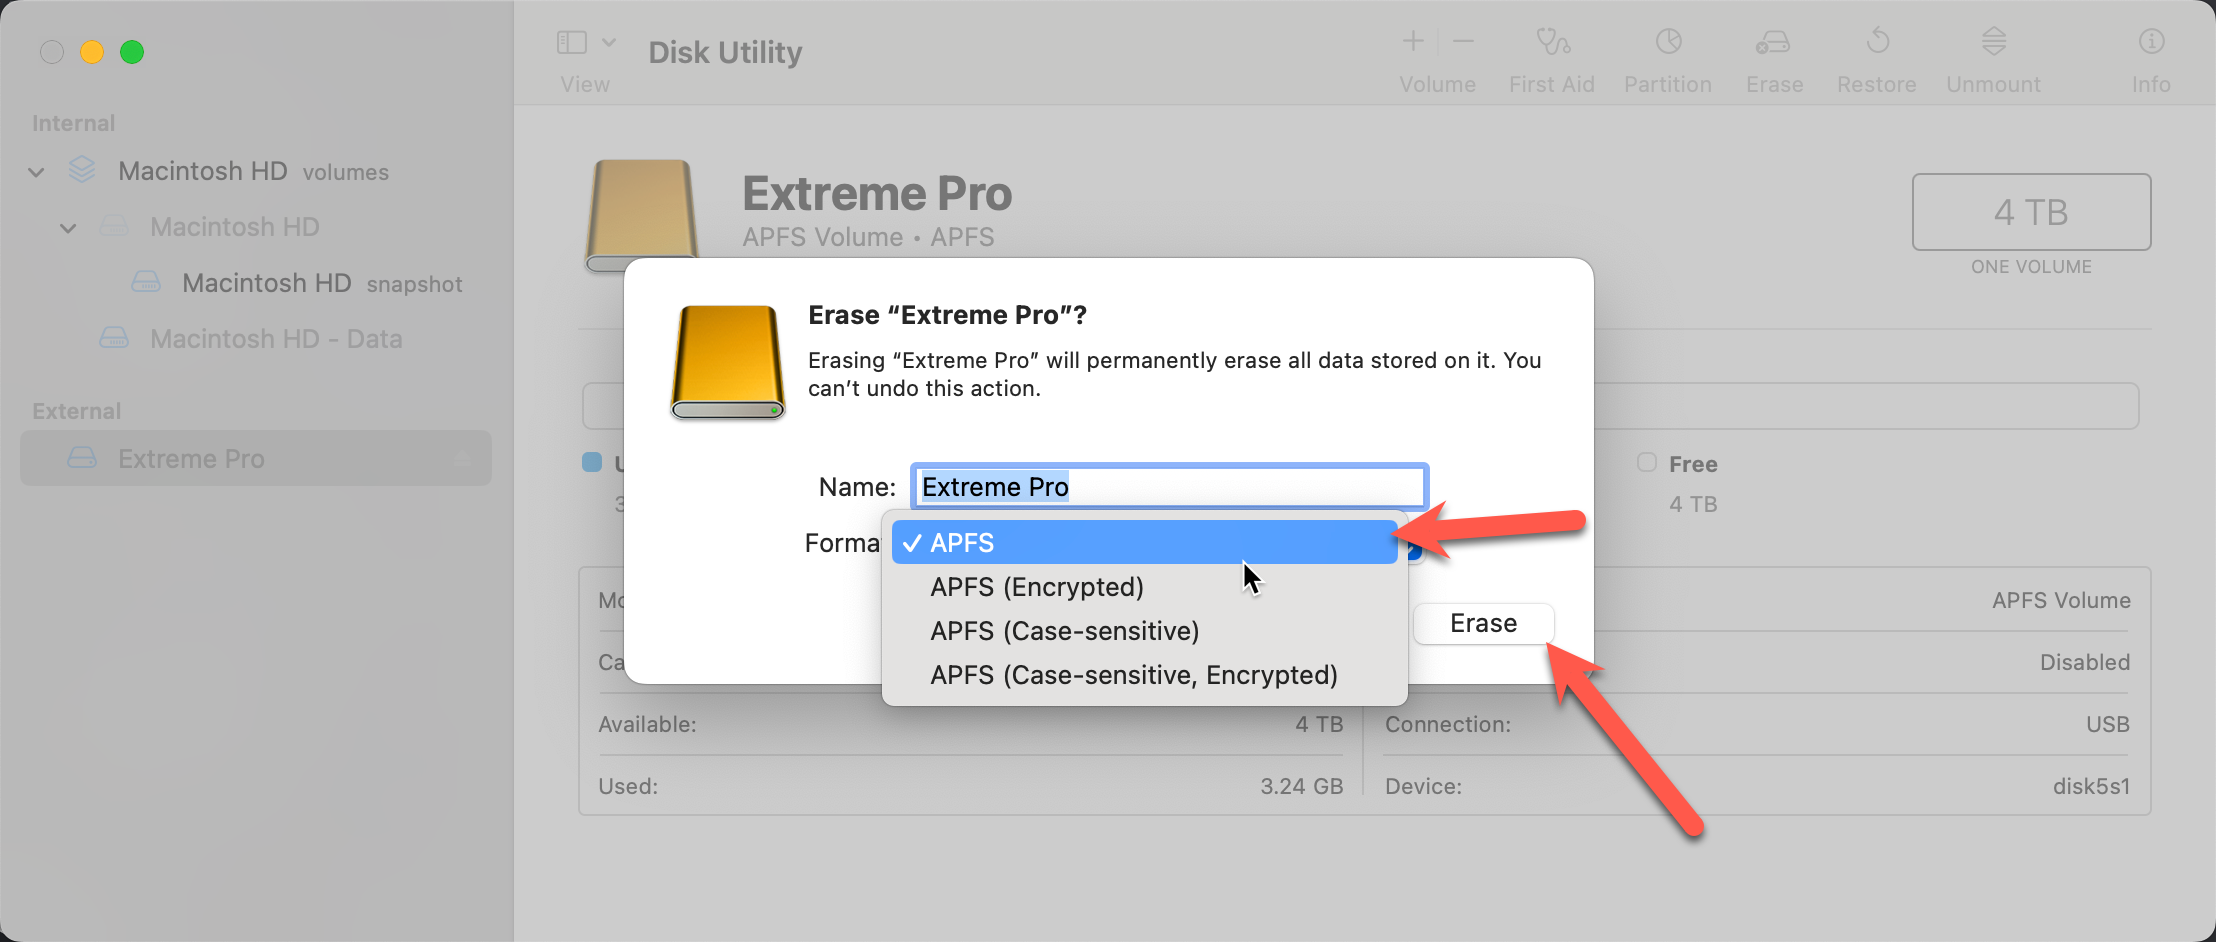 View
Disk Utility
Volume
First Aid
Partition
Erase
Restore
Unmount
Info
Internal
Macintosh HD volumes
Macintosh HD
Macintosh HD snapshot
Macintosh HD - Data
External
Extreme Pro
Extreme Pro
APFS Volume • APFS
4 TB
ONE VOLUME
Erase “Extreme Pro”?
Erasing “Extreme Pro” will permanently erase all data stored on it. You
can’t undo this action.
Name: Extreme Pro
✓ APFS
APFS (Encrypted)
APFS (Case-sensitive)
APFS (Case-sensitive, Encrypted)
Erase
Free
4 TB
APFS Volume
Disabled
Available: 4 TB
Connection: USB
Used: 3.24 GB
Device: disk5s1